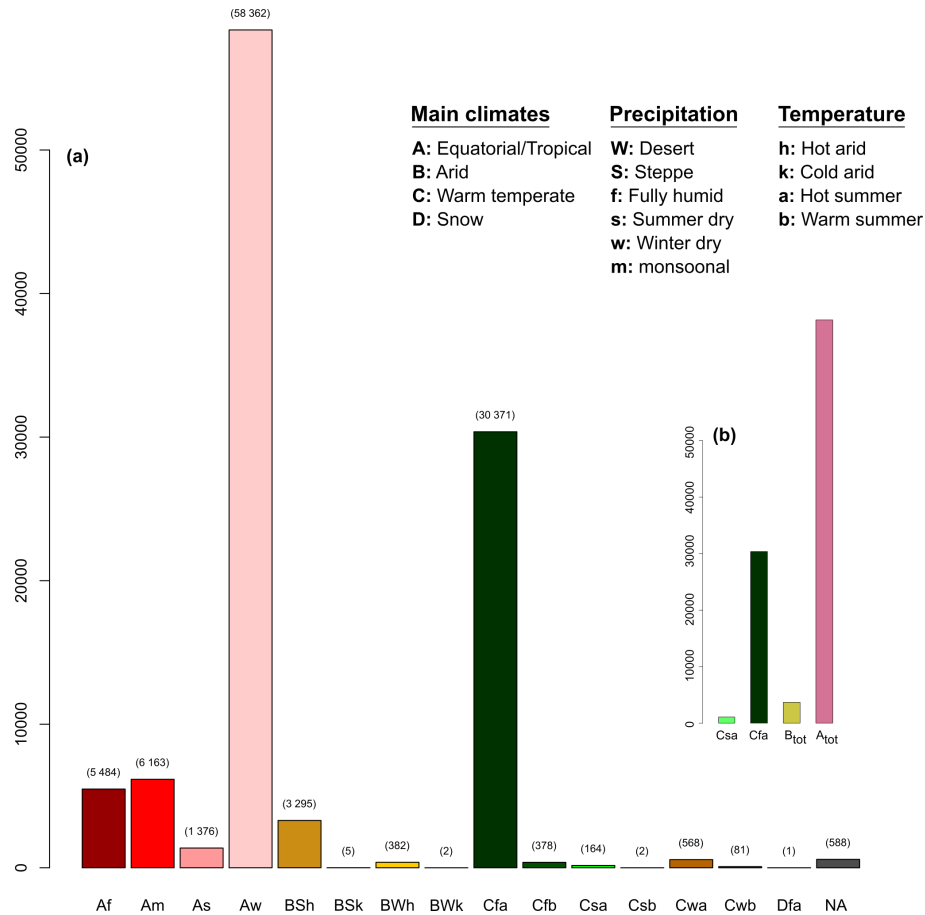 (58 362)
(a)
50000
40000
30000
20000
10000
0
Main climates
A: Equatorial/Tropical
B: Arid
C: Warm temperate
D: Snow
Precipitation
W: Desert
S: Steppe
f: Fully humid
s: Summer dry
w: Winter dry
m: monsoonal
Temperature
h: Hot arid
k: Cold arid
a: Hot summer
b: Warm summer
(5 484)
(6 163)
(1 376)
(3 295)
(5)
(382)
(2)
(30 371)
(378)
(164)
(2)
(568)
(81)
(1)
(588)
Af Am As Aw BSh BSk BWh BWk Cfa Cfb Csa Csb Cwa Cwb Dfa NA
(b)
50000
40000
30000
20000
10000
0
Csa Cfa Btot Atot